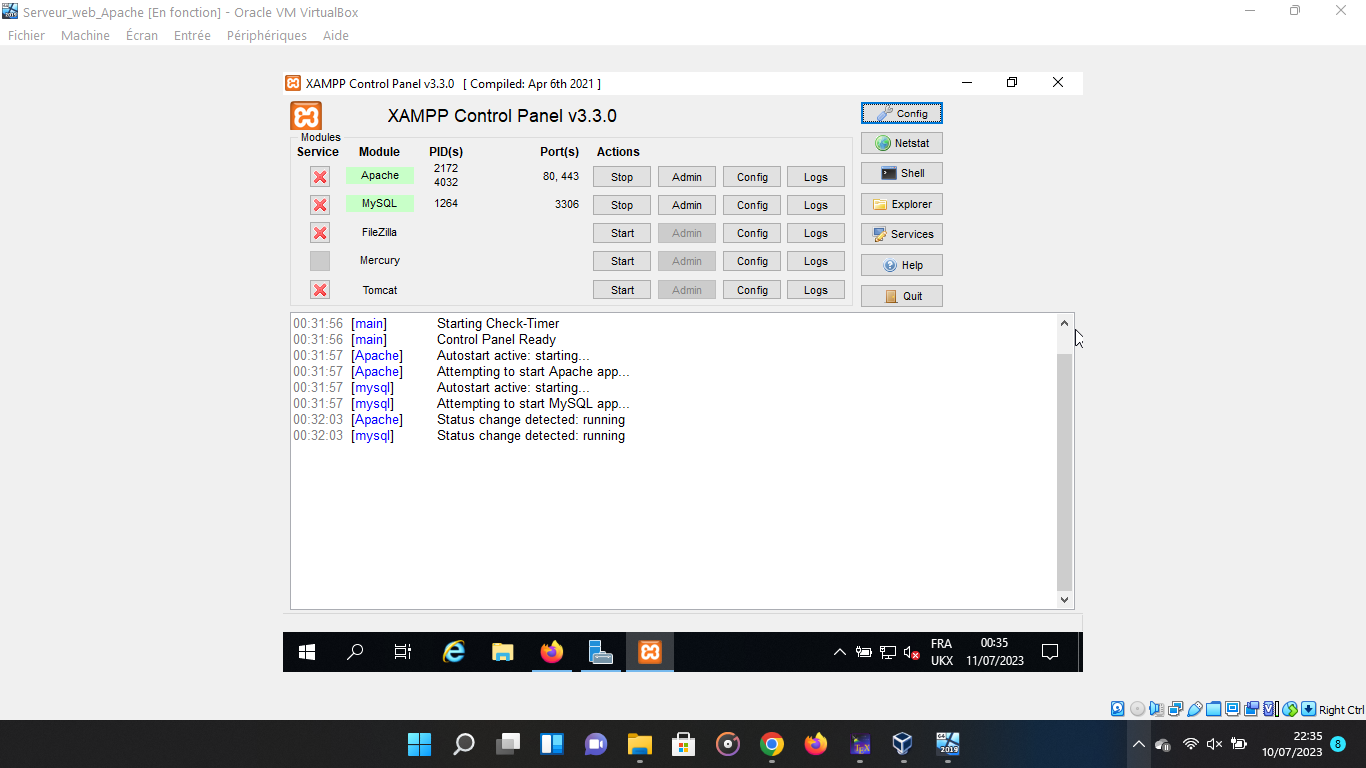 Serveur_web_Apache [En fonction] - Oracle VM VirtualBox
Fichier Machine Écran Entrée Périphériques Aide
XAMPP Control Panel v3.3.0 [ Compiled: Apr 6th 2021 ]
XAMPP Control Panel v3.3.0
Config
Modules
Service Module PID(s) Port(s) Actions
Netstat
Apache 2172 4032 80, 443 Stop Admin Config Logs
Shell
MySQL 1264 3306 Stop Admin Config Logs
Explorer
FileZilla Start Admin Config Logs
Services
Mercury Start Admin Config Logs
Help
Tomcat Start Admin Config Logs
Quit
00:31:56 [main] Starting Check-Timer
00:31:56 [main] Control Panel Ready
00:31:57 [Apache] Autostart active: starting...
00:31:57 [Apache] Attempting to start Apache app...
00:31:57 [mysql] Autostart active: starting...
00:31:57 [mysql] Attempting to start MySQL app...
00:32:03 [Apache] Status change detected: running
00:32:03 [mysql] Status change detected: running
FRA 00:35
UKX 11/07/2023
Right Ctrl
TEX
64
2019
22:35
10/07/2023
8